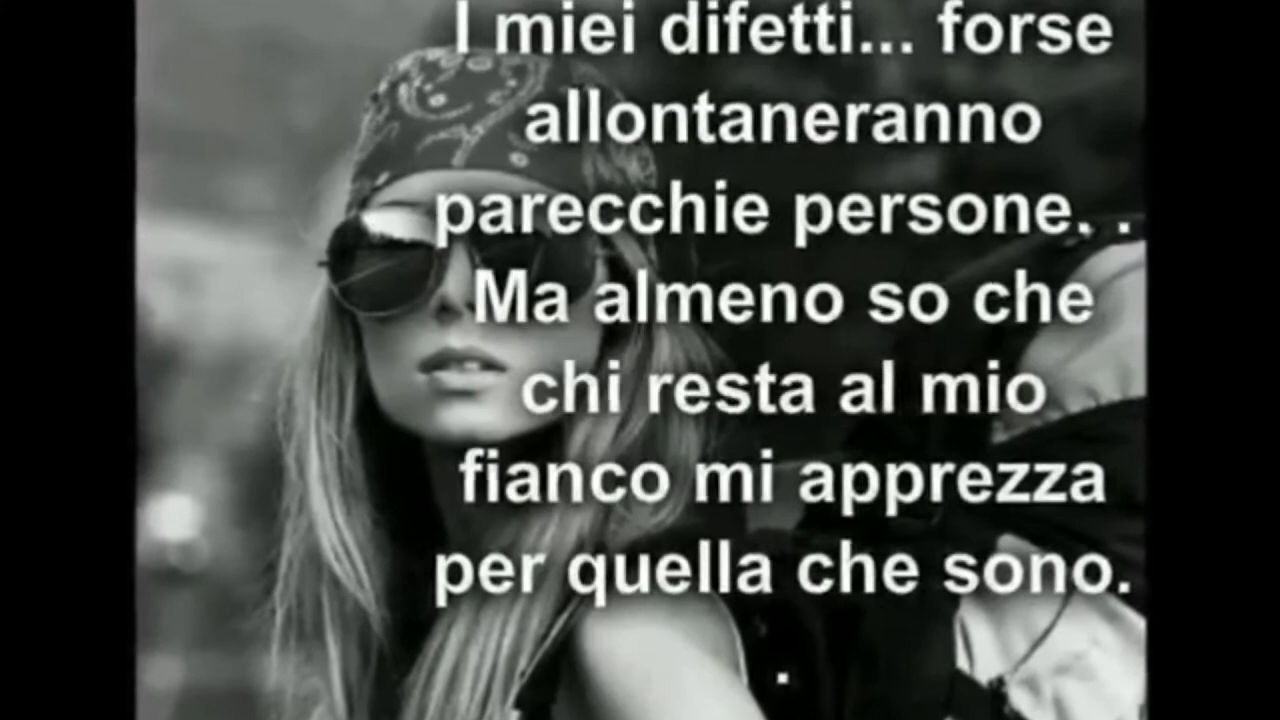 I miei difetti... forse
allontaneranno
parecchie persone. .
Ma almeno so che
chi resta al mio
fianco mi apprezza
per quella che sono.
.